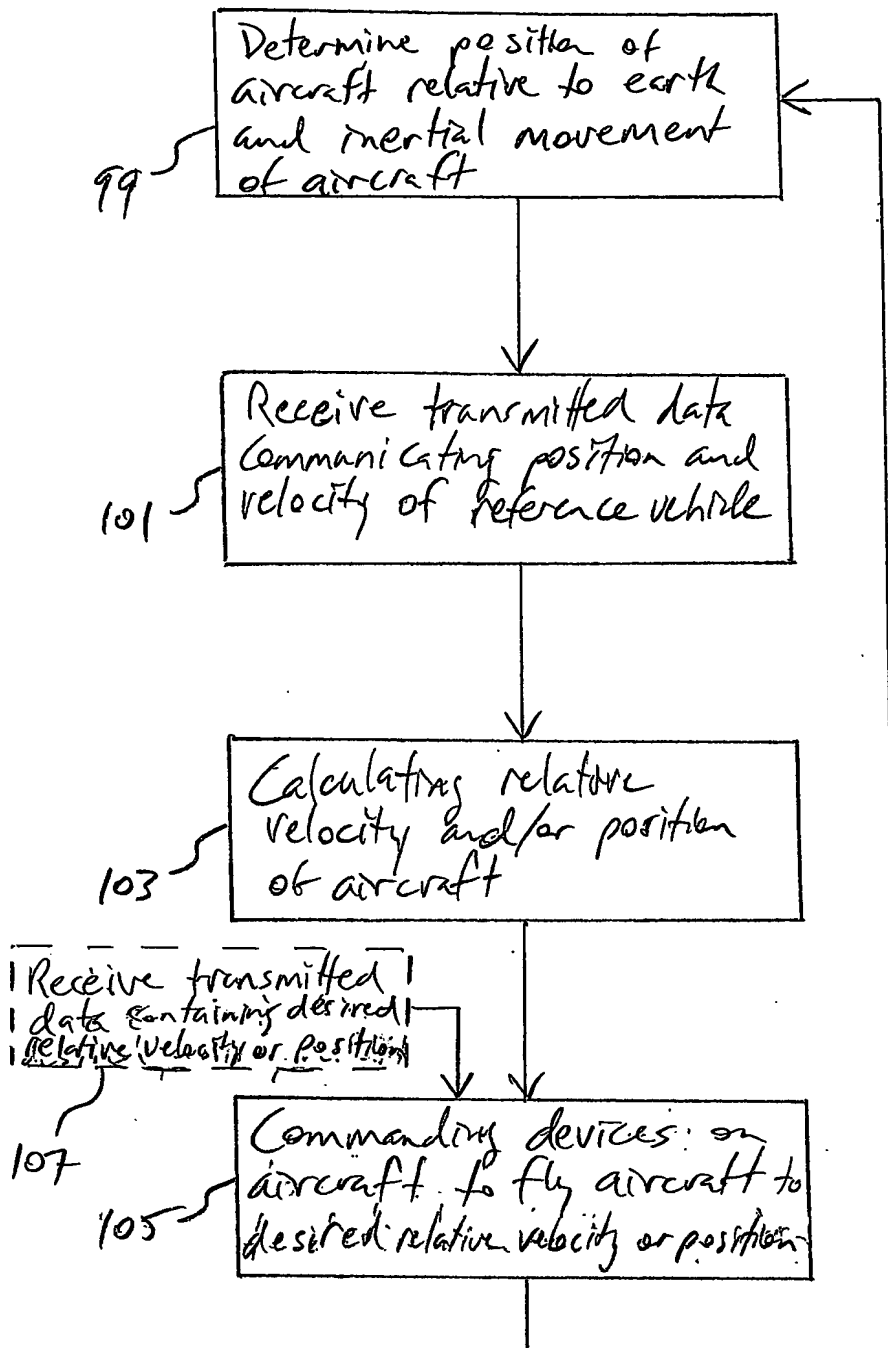 Determine position of
aircraft relative to earth
and inertial movement
of aircraft
99
Receive transmitted data
communicating position and
velocity of reference vehicle
101
Calculating relative
velocity and/or position
of aircraft
103
Receive transmitted
data containing desired
relative velocity or position
107
Commanding devices on
aircraft to fly aircraft to
desired relative velocity or position
105